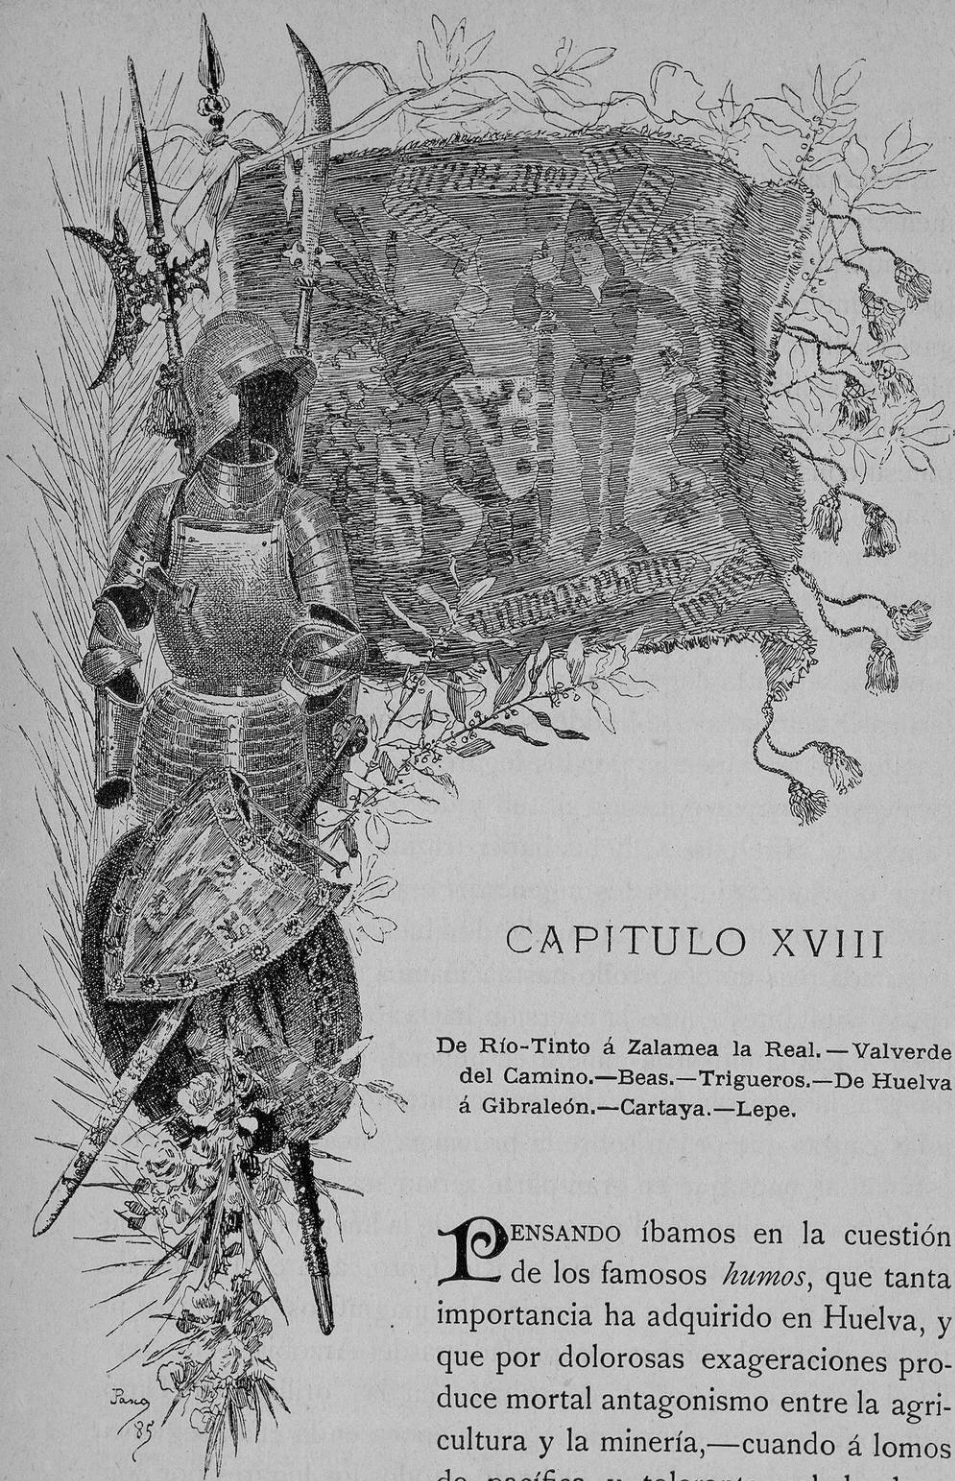 CAPITULO XVIII
De Río-Tinto á Zalamea la Real.—Valverde
del Camino.—Beas.—Trigueros.—De Huelva
á Gibraleón.—Cartaya.—Lepe.
PENSANDO íbamos en la cuestión
de los famosos humos, que tanta
importancia ha adquirido en Huelva, y
que por dolorosas exageraciones pro-
duce mortal antagonismo entre la agri-
cultura y la minería,—cuando á lomos
85